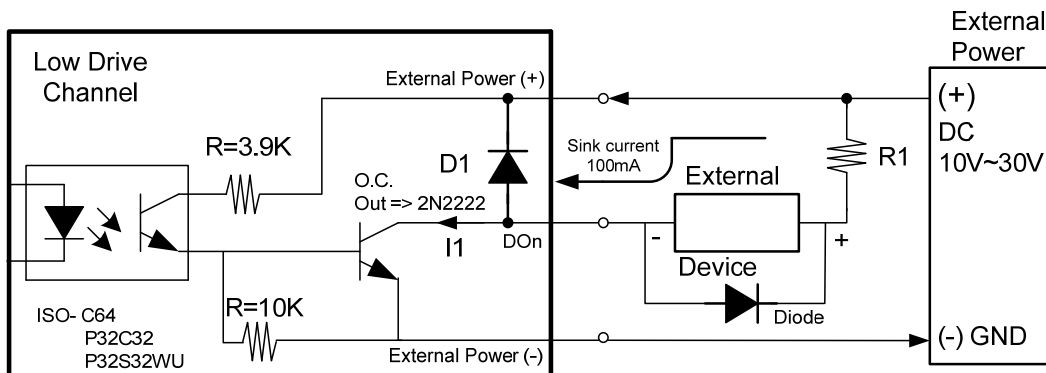 External
Power
Low Drive
Channel
External Power (+)
(+)
DC
10V~30V
R=3.9K
D1
Sink current
100mA
R1
O.C.
Out => 2N2222
External
I1
DOn
-
+
Device
Diode
R=10K
ISO- C64
P32C32
P32S32WU
External Power (-)
(-) GND